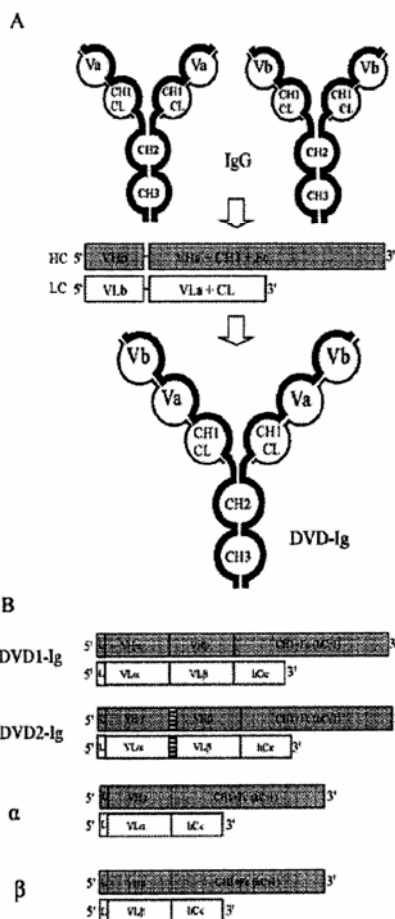 A
Va Va Vb Vb
CH1 CH1 CH1 CH1
CL CL CL CL
CH2 CH2
IgG
CH3 CH3
HC 5' VHb VHa + CH1 + Fc 3'
LC 5' VLb VLa + CL 3'
Vb Vb
Va Va
CH1 CH1
CL CL
CH2
DVD-Ig
CH3
B
DVD1-Ig
5' L 3'
5' L VLα VLβ hCκ 3'
DVD2-Ig
5' L 3'
5' L VLα VLβ hCκ 3'
α
5' L 3'
5' L VLα hCκ 3'
β
5' L 3'
5' L VLβ hCκ 3'